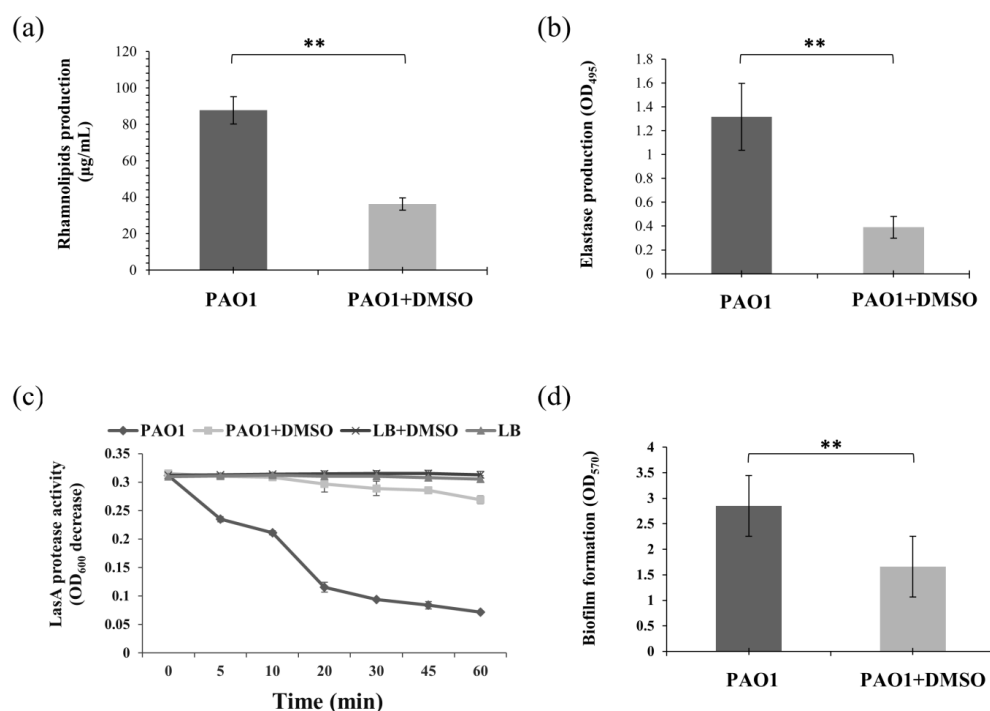 (a)
**
Rhamnolipids production
(µg/mL)
120
100
80
60
40
20
0
PAO1
PAO1+DMSO
(b)
**
Elastase production (OD495)
1.8
1.6
1.4
1.2
1
0.8
0.6
0.4
0.2
0
PAO1
PAO1+DMSO
(c)
PAO1 PAO1+DMSO LB+DMSO LB
LasA protease activity
(OD600 decrease)
0.35
0.3
0.25
0.2
0.15
0.1
0.05
0
0 5 10 20 30 45 60
Time (min)
(d)
**
Biofilm formation (OD570)
4
3.5
3
2.5
2
1.5
1
0.5
0
PAO1
PAO1+DMSO